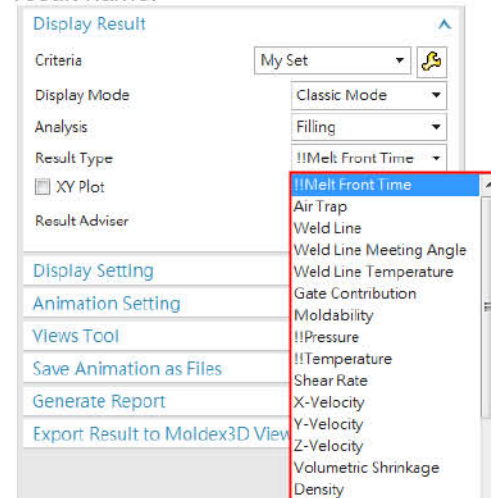 Display Result
Criteria
My Set
Display Mode
Classic Mode
Analysis
Filling
Result Type
!!Melt Front Time
XY Plot
Result Adviser
!!Melt Front Time
Air Trap
Weld Line
Weld Line Meeting Angle
Weld Line Temperature
Gate Contribution
Moldability
!!Pressure
!!Temperature
Shear Rate
X-Velocity
Y-Velocity
Z-Velocity
Volumetric Shrinkage
Density
Display Setting
Animation Setting
Views Tool
Save Animation as Files
Generate Report
Export Result to Moldex3D View